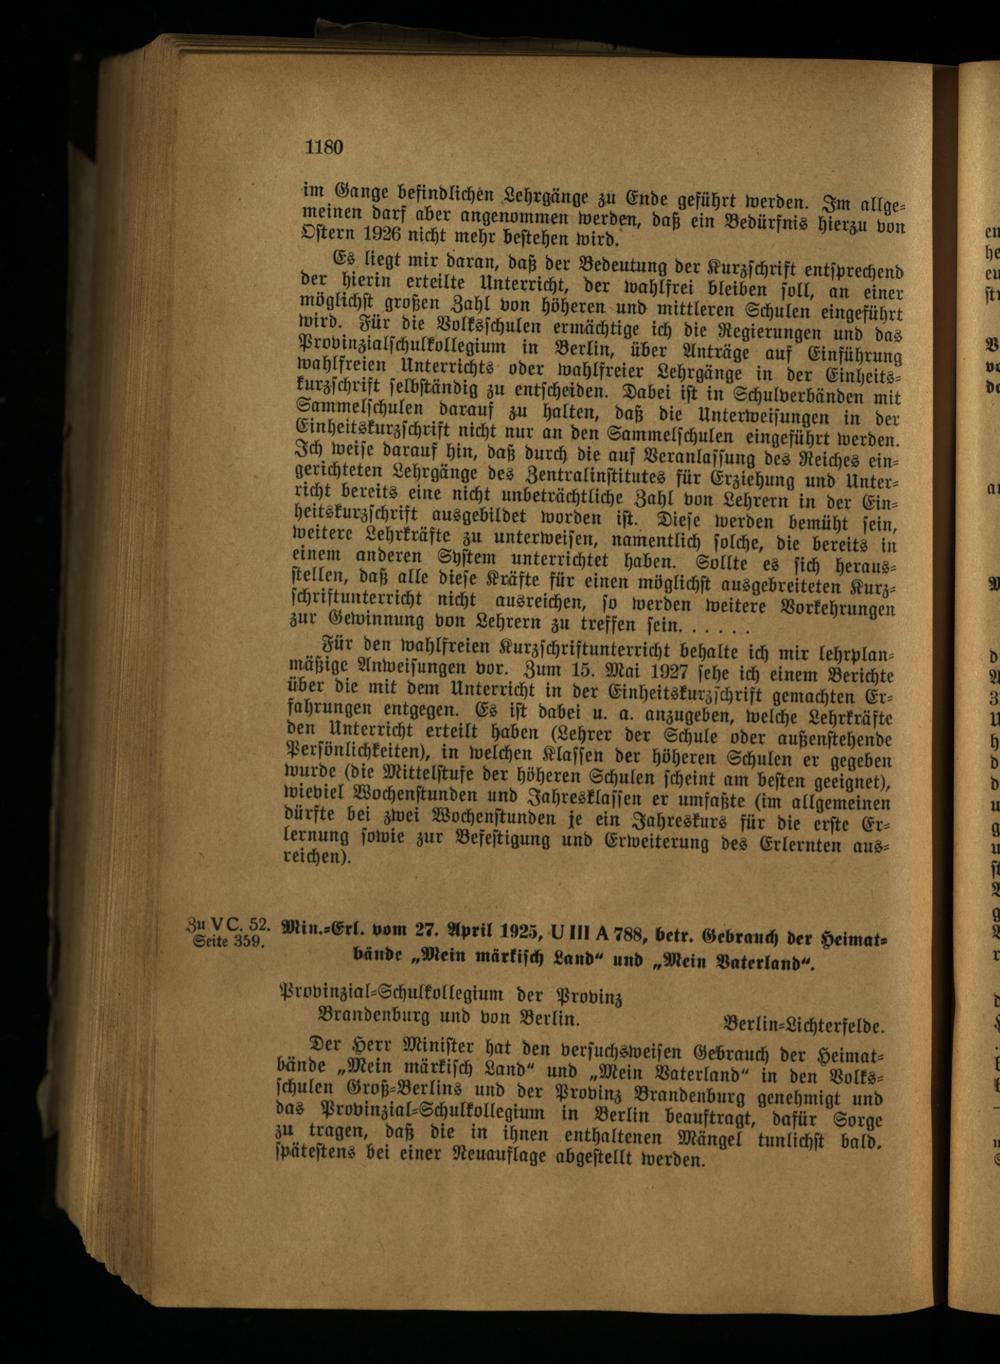 1180
im Gange befindlichen Lehrgänge zu Ende geführt werden. Im allge-
meinen darf aber angenommen werden, daß ein Bedürfnis hierzu von
Ostern 1926 nicht mehr bestehen wird.
Es liegt mir daran, daß der Bedeutung der Kurzschrift entsprechend
der hierin erteilte Unterricht, der wahlfrei bleiben soll, an einer
möglichst großen Zahl von höheren und mittleren Schulen eingeführt
wird. Für die Volksschulen ermächtige ich die Regierungen und das
Provinzialschulkollegium in Berlin, über Anträge auf Einführung
wahlfreien Unterrichts oder wahlfreier Lehrgänge in der Einheits-
kurzschrift selbständig zu entscheiden. Dabei ist in Schulverbänden mit
Sammelschulen darauf zu halten, daß die Unterweisungen in der
Einheitskurzschrift nicht nur an den Sammelschulen eingeführt werden.
Ich weise darauf hin, daß durch die auf Veranlassung des Reiches ein-
gerichteten Lehrgänge des Zentralinstitutes für Erziehung und Unter-
richt bereits eine nicht unbeträchtliche Zahl von Lehrern in der Ein-
heitskurzschrift ausgebildet worden ist. Diese werden bemüht sein,
weitere Lehrkräfte zu unterweisen, namentlich solche, die bereits in
einem anderen System unterrichtet haben. Sollte es sich heraus-
stellen, daß alle diese Kräfte für einen möglichst ausgebreiteten Kurz-
schriftunterricht nicht ausreichen, so werden weitere Vorkehrungen
zur Gewinnung von Lehrern zu treffen sein. . . . . .
Für den wahlfreien Kurzschriftunterricht behalte ich mir lehrplan-
mäßige Anweisungen vor. Zum 15. Mai 1927 sehe ich einem Berichte
über die mit dem Unterricht in der Einheitskurzschrift gemachten Er-
fahrungen entgegen. Es ist dabei u. a. anzugeben, welche Lehrkräfte
den Unterricht erteilt haben (Lehrer der Schule oder außenstehende
Persönlichkeiten), in welchen Klassen der höheren Schulen er gegeben
wurde (die Mittelstufe der höheren Schulen scheint am besten geeignet),
wieviel Wochenstunden und Jahresklassen er umfaßte (im allgemeinen
dürfte bei zwei Wochenstunden je ein Jahreskurs für die erste Er-
lernung sowie zur Befestigung und Erweiterung des Erlernten aus-
reichen).
Zu V C. 52.
Seite 359.
Min.-Erl. vom 27. April 1925, U III A 788, betr. Gebrauch der Heimat-
bände „Mein märkisch Land“ und „Mein Vaterland“.
Provinzial-Schulkollegium der Provinz
Brandenburg und von Berlin.
Berlin-Lichterfelde.
Der Herr Minister hat den versuchsweisen Gebrauch der Heimat-
bände „Mein märkisch Land“ und „Mein Vaterland“ in den Volks-
schulen Groß-Berlins und der Provinz Brandenburg genehmigt und
das Provinzial-Schulkollegium in Berlin beauftragt, dafür Sorge
zu tragen, daß die in ihnen enthaltenen Mängel tunlichst bald,
spätestens bei einer Neuauflage abgestellt werden.